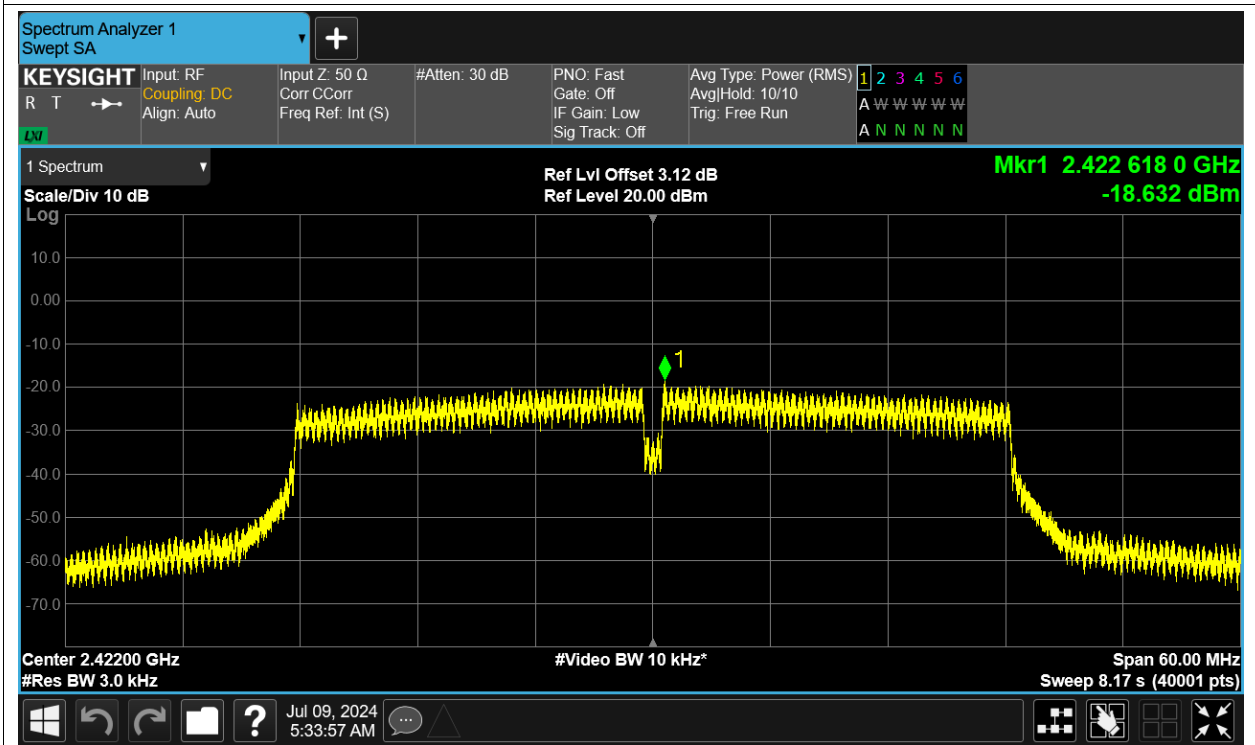 Spectrum Analyzer 1
Swept SA
+
KEYSIGHT
R T
LXI
Input: RF
Coupling: DC
Align: Auto
Input Z: 50 Ω
Corr CCorr
Freq Ref: Int (S)
#Atten: 30 dB
PNO: Fast
Gate: Off
IF Gain: Low
Sig Track: Off
Avg Type: Power (RMS)
Avg|Hold: 10/10
Trig: Free Run
1 2 3 4 5 6
A W W W W W
A N N N N N
1 Spectrum
Scale/Div 10 dB
Log
Ref Lvl Offset 3.12 dB
Ref Level 20.00 dBm
Mkr1 2.422 618 0 GHz
-18.632 dBm
10.0
0.00
-10.0
1
-20.0
-30.0
-40.0
-50.0
-60.0
-70.0
Center 2.42200 GHz
#Res BW 3.0 kHz
#Video BW 10 kHz*
Span 60.00 MHz
Sweep 8.17 s (40001 pts)
?
Jul 09, 2024
5:33:57 AM